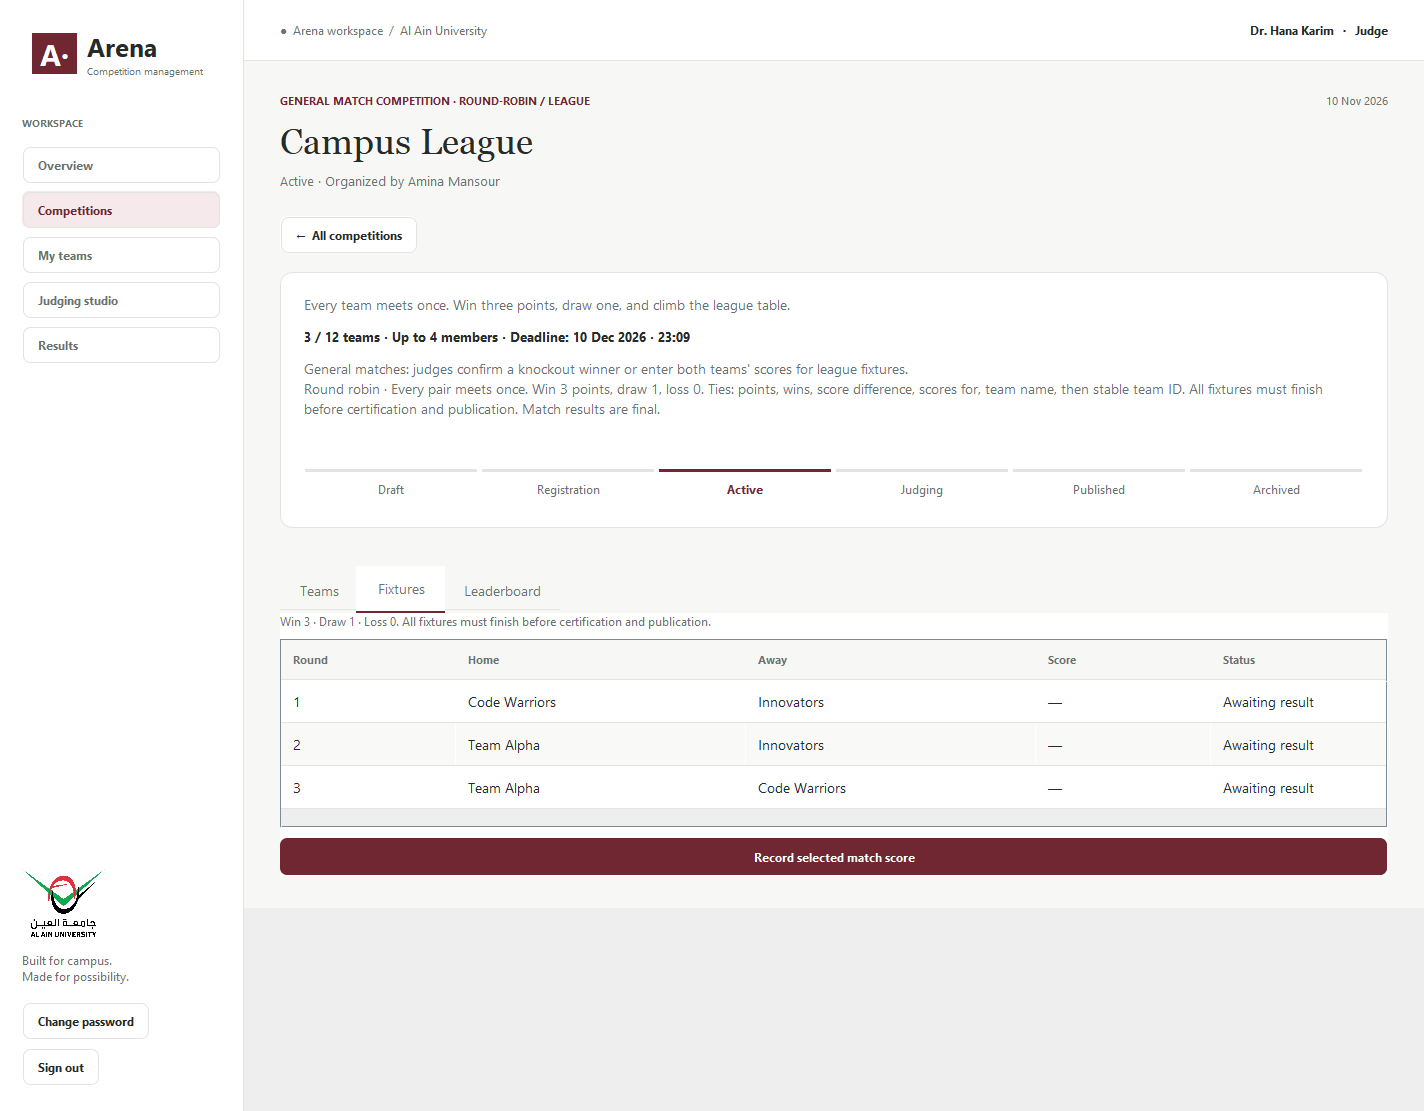 A·
Arena
Competition management
WORKSPACE
Overview
Competitions
My teams
Judging studio
Results
جامعة العين
AL AIN UNIVERSITY
Built for campus.
Made for possibility.
Change password
Sign out
● Arena workspace / Al Ain University
Dr. Hana Karim · Judge
GENERAL MATCH COMPETITION · ROUND-ROBIN / LEAGUE
10 Nov 2026
Campus League
Active · Organized by Amina Mansour
← All competitions
Every team meets once. Win three points, draw one, and climb the league table.
3 / 12 teams · Up to 4 members · Deadline: 10 Dec 2026 · 23:09
General matches: judges confirm a knockout winner or enter both teams' scores for league fixtures.
Round robin · Every pair meets once. Win 3 points, draw 1, loss 0. Ties: points, wins, score difference, scores for, team name, then stable team ID. All fixtures must finish
before certification and publication. Match results are final.
Draft Registration Active Judging Published Archived
Teams Fixtures Leaderboard
Win 3 · Draw 1 · Loss 0. All fixtures must finish before certification and publication.
Round Home Away Score Status
1 Code Warriors Innovators — Awaiting result
2 Team Alpha Innovators — Awaiting result
3 Team Alpha Code Warriors — Awaiting result
Record selected match score